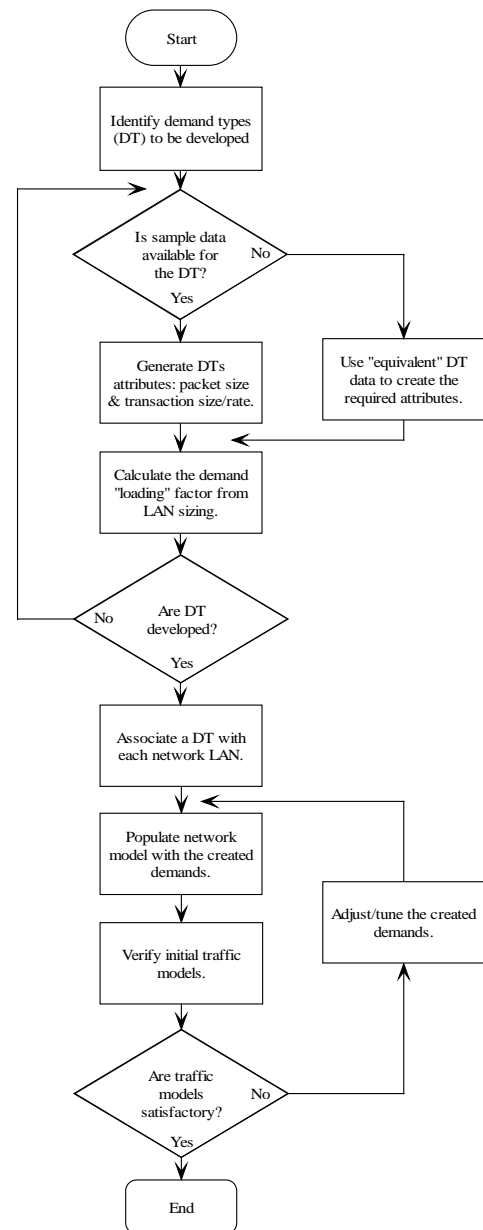 Start
Identify demand types
(DT) to be developed
Is sample data
available for
the DT?
No
Yes
Generate DTs
attributes: packet size
& transaction size/rate.
Use "equivalent" DT
data to create the
required attributes.
Calculate the demand
"loading" factor from
LAN sizing.
Are DT
developed?
No
Yes
Associate a DT with
each network LAN.
Populate network
model with the created
demands.
Adjust/tune the created
demands.
Verify initial traffic
models.
Are traffic
models
satisfactory?
No
Yes
End